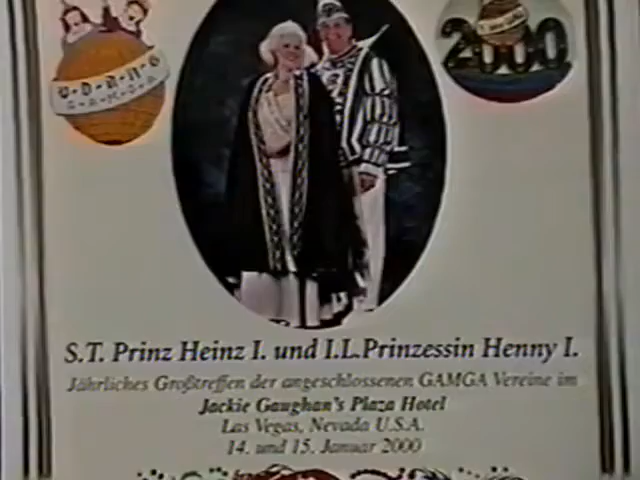 2000
S.T. Prinz Heinz I. und I.L.Prinzessin Henny I.
Jährliches Großtreffen der angeschlossenen GAMGA Vereine im
Jackie Gaughan's Plaza Hotel
Las Vegas, Nevada U.S.A.
14. und 15. Januar 2000